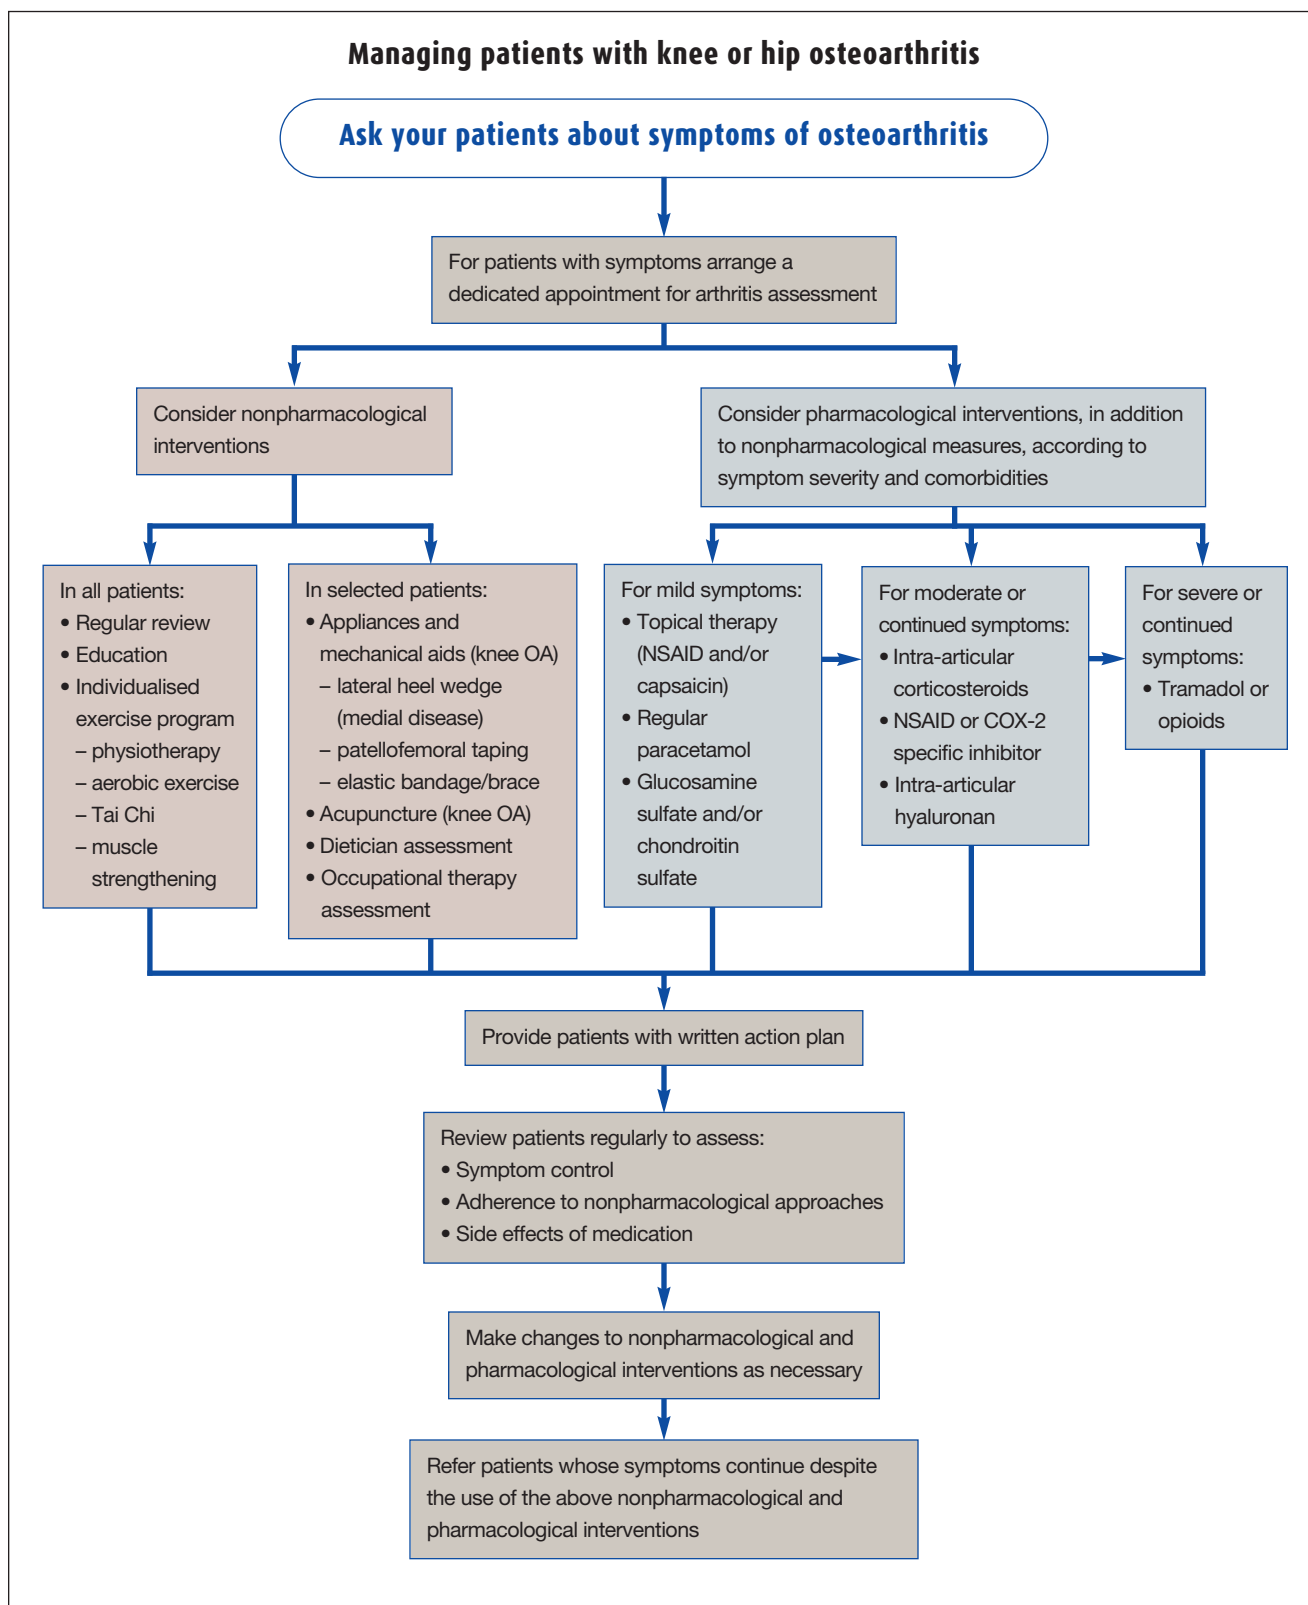 Managing patients with knee or hip osteoarthritis
Ask your patients about symptoms of osteoarthritis
For patients with symptoms arrange a
dedicated appointment for arthritis assessment
Consider nonpharmacological
interventions
Consider pharmacological interventions, in addition
to nonpharmacological measures, according to
symptom severity and comorbidities
In all patients:
• Regular review
• Education
• Individualised
exercise program
– physiotherapy
– aerobic exercise
– Tai Chi
– muscle
strengthening
In selected patients:
• Appliances and
mechanical aids (knee OA)
– lateral heel wedge
(medial disease)
– patellofemoral taping
– elastic bandage/brace
• Acupuncture (knee OA)
• Dietician assessment
• Occupational therapy
assessment
For mild symptoms:
• Topical therapy
(NSAID and/or
capsaicin)
• Regular
paracetamol
• Glucosamine
sulfate and/or
chondroitin
sulfate
For moderate or
continued symptoms:
• Intra-articular
corticosteroids
• NSAID or COX-2
specific inhibitor
• Intra-articular
hyaluronan
For severe or
continued
symptoms:
• Tramadol or
opioids
Provide patients with written action plan
Review patients regularly to assess:
• Symptom control
• Adherence to nonpharmacological approaches
• Side effects of medication
Make changes to nonpharmacological and
pharmacological interventions as necessary
Refer patients whose symptoms continue despite
the use of the above nonpharmacological and
pharmacological interventions